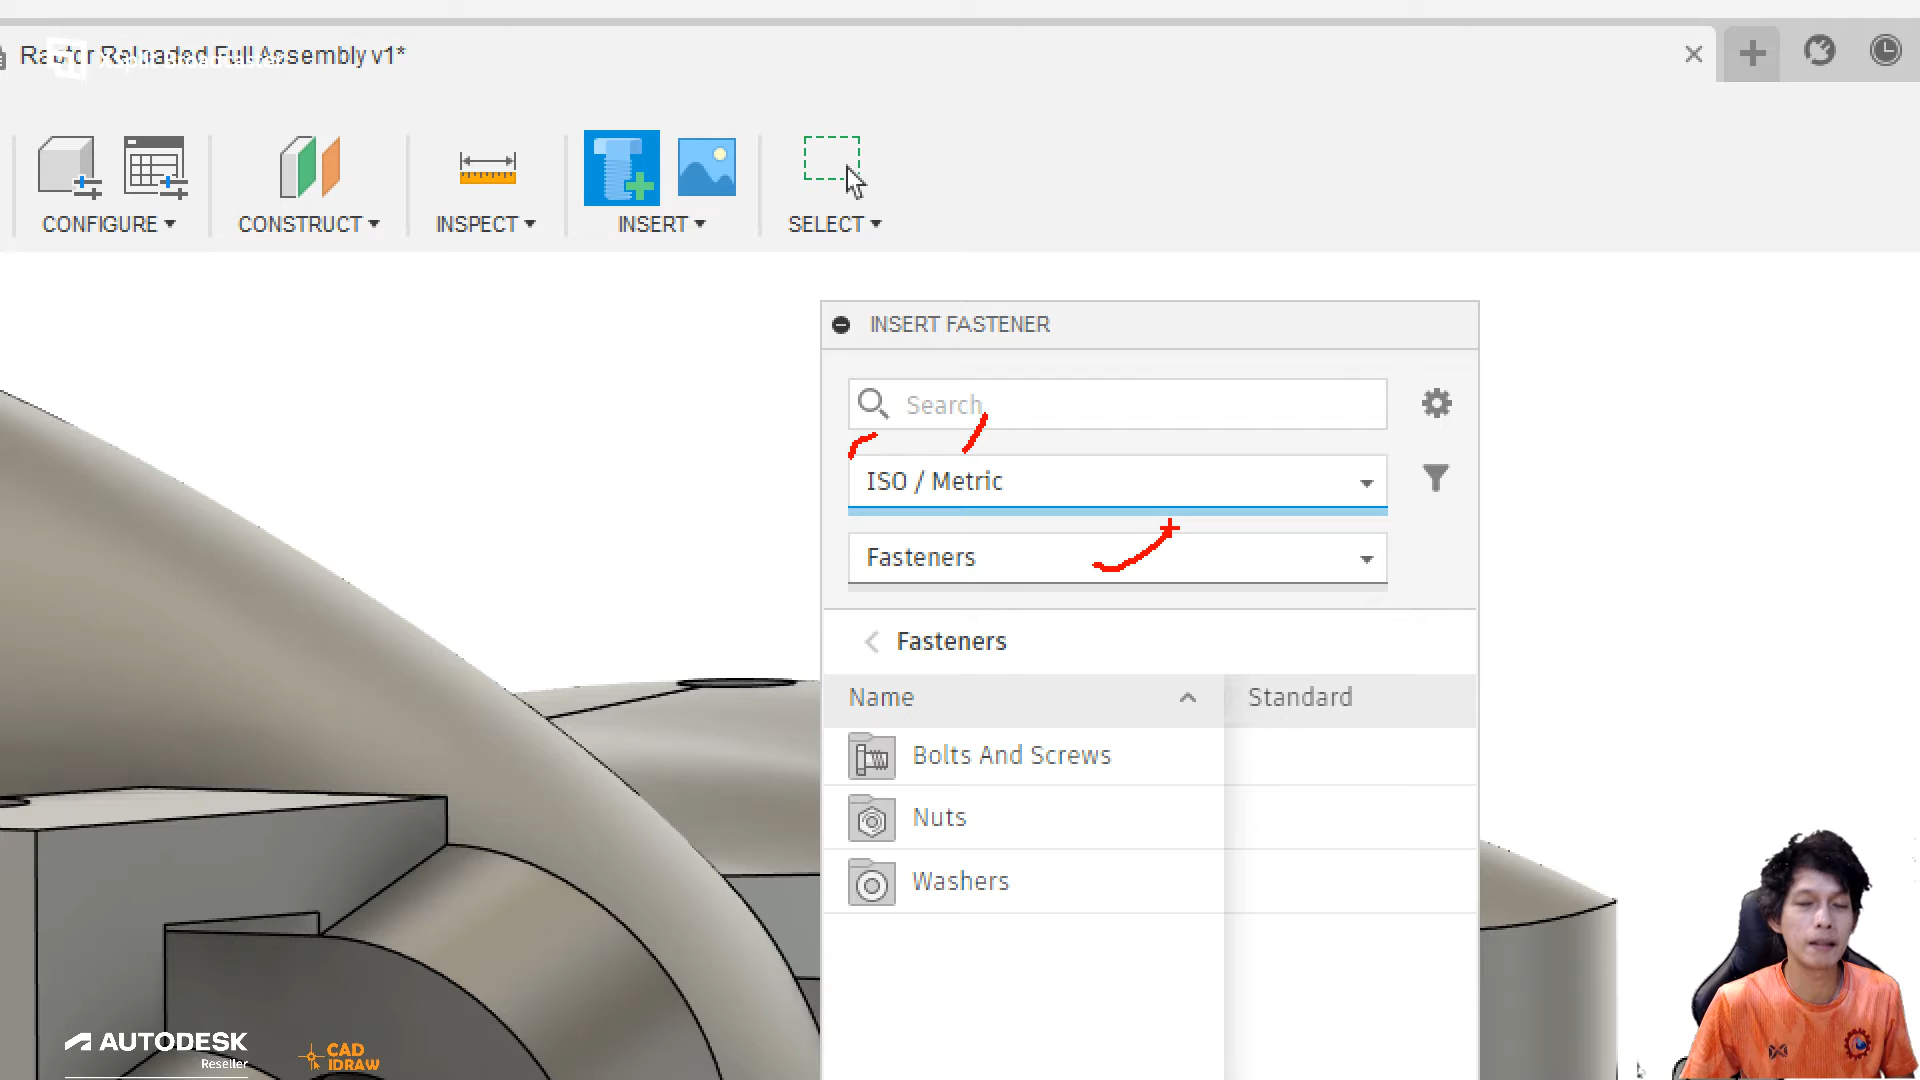 Raptor Reloaded Full Assembly v1*
CONFIGURE
CONSTRUCT
INSPECT
INSERT
SELECT
INSERT FASTENER
Search
ISO / Metric
Fasteners
Fasteners
Name
Standard
Bolts And Screws
Nuts
Washers
AUTODESK
Reseller
CAD
IDRAW